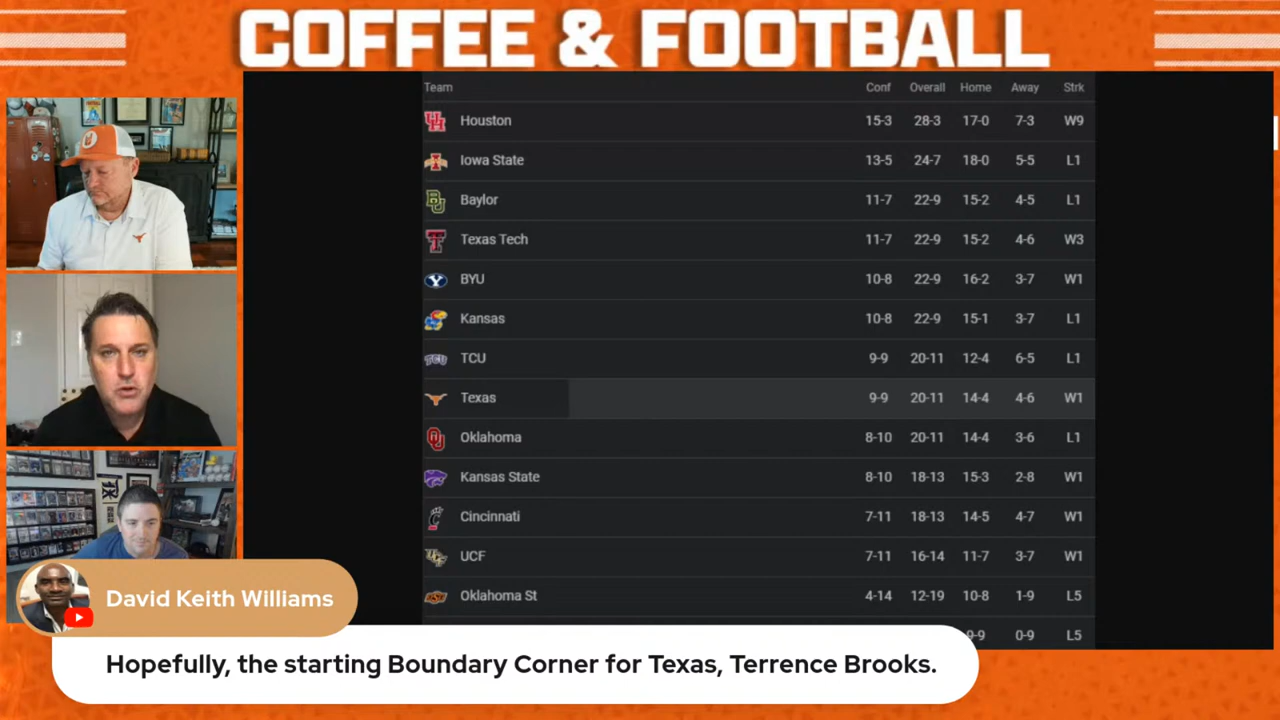 COFFEE & FOOTBALL
Team Conf Overall Home Away Strk
Houston 15-3 28-3 17-0 7-3 W9
Iowa State 13-5 24-7 18-0 5-5 L1
Baylor 11-7 22-9 15-2 4-5 L1
Texas Tech 11-7 22-9 15-2 4-6 W3
BYU 10-8 22-9 16-2 3-7 W1
Kansas 10-8 22-9 15-1 3-7 L1
TCU 9-9 20-11 12-4 6-5 L1
Texas 9-9 20-11 14-4 4-6 W1
Oklahoma 8-10 20-11 14-4 3-6 L1
Kansas State 8-10 18-13 15-3 2-8 W1
Cincinnati 7-11 18-13 14-5 4-7 W1
UCF 7-11 16-14 11-7 3-7 W1
Oklahoma St 4-14 12-19 10-8 1-9 L5
9-9 0-9 L5
David Keith Williams
Hopefully, the starting Boundary Corner for Texas, Terrence Brooks.